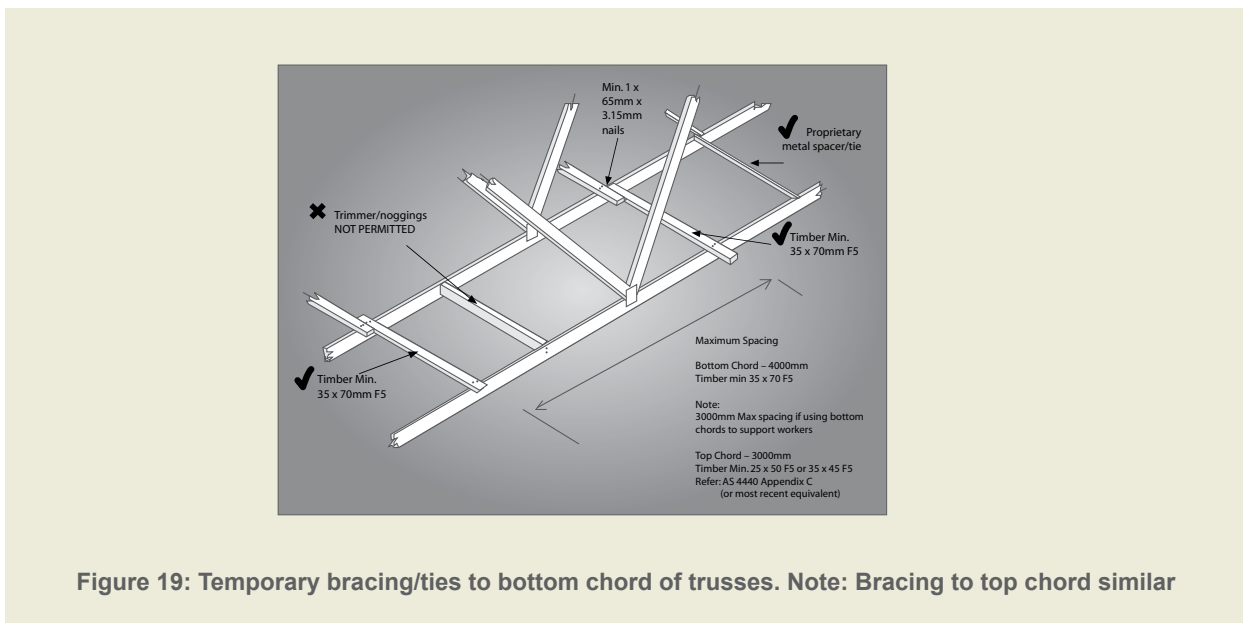 Min. 1 x
65mm x
3.15mm
nails
✔ Proprietary
metal spacer/tie
✖ Trimmer/noggings
NOT PERMITTED
✔ Timber Min.
35 x 70mm F5
✔ Timber Min.
35 x 70mm F5
Maximum Spacing
Bottom Chord – 4000mm
Timber min 35 x 70 F5
Note:
3000mm Max spacing if using bottom
chords to support workers
Top Chord – 3000mm
Timber Min. 25 x 50 F5 or 35 x 45 F5
Refer: AS 4440 Appendix C
(or most recent equivalent)
Figure 19: Temporary bracing/ties to bottom chord of trusses. Note: Bracing to top chord similar